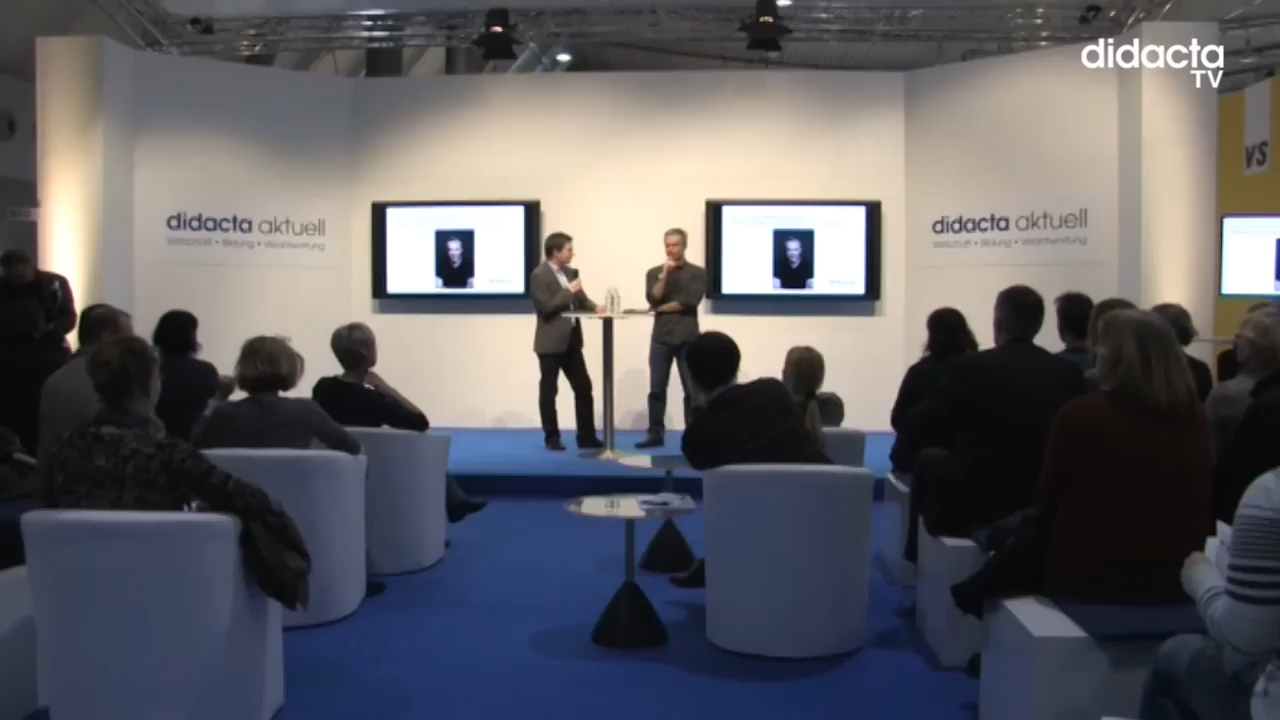 didacta
TV
VS
didacta aktuell
Wirtschaft • Bildung • Verantwortung
didacta aktuell
Wirtschaft • Bildung • Verantwortung